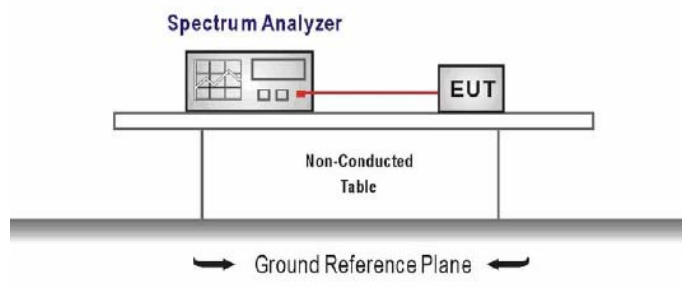 Spectrum Analyzer
EUT
Non-Conducted
Table
Ground Reference Plane